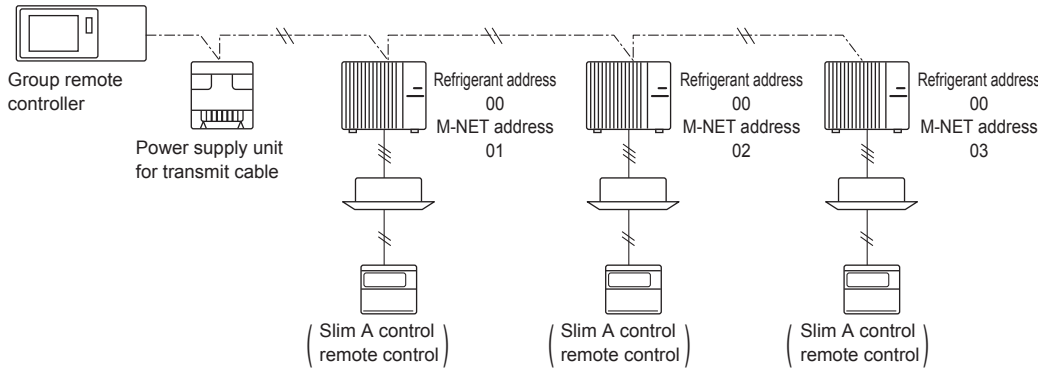 Group remote
controller
Power supply unit
for transmit cable
Refrigerant address
00
M-NET address
01
Refrigerant address
00
M-NET address
02
Refrigerant address
00
M-NET address
03
(Slim A control
remote control)
(Slim A control
remote control)
(Slim A control
remote control)